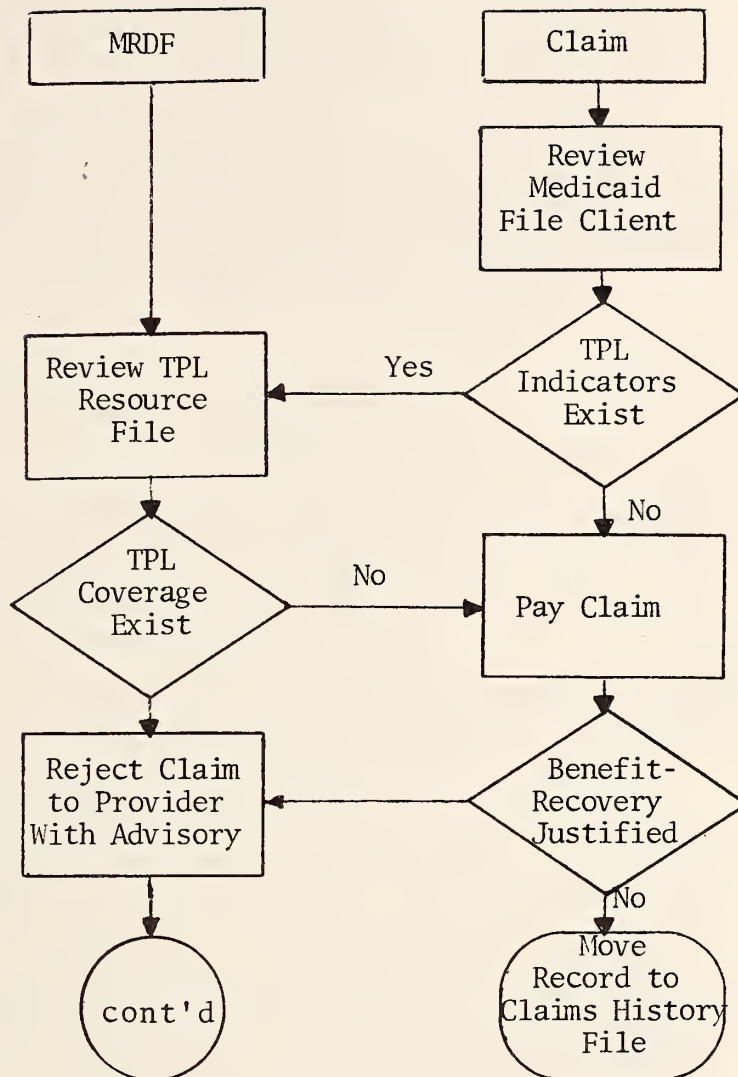 MRDF
Claim
Review
Medicaid
File Client
Review TPL
Resource
File
Yes
TPL
Indicators
Exist
No
TPL
Coverage
Exist
No
Pay Claim
Reject Claim
to Provider
With Advisory
Benefit-
Recovery
Justified
No
cont'd
Move
Record to
Claims History
File